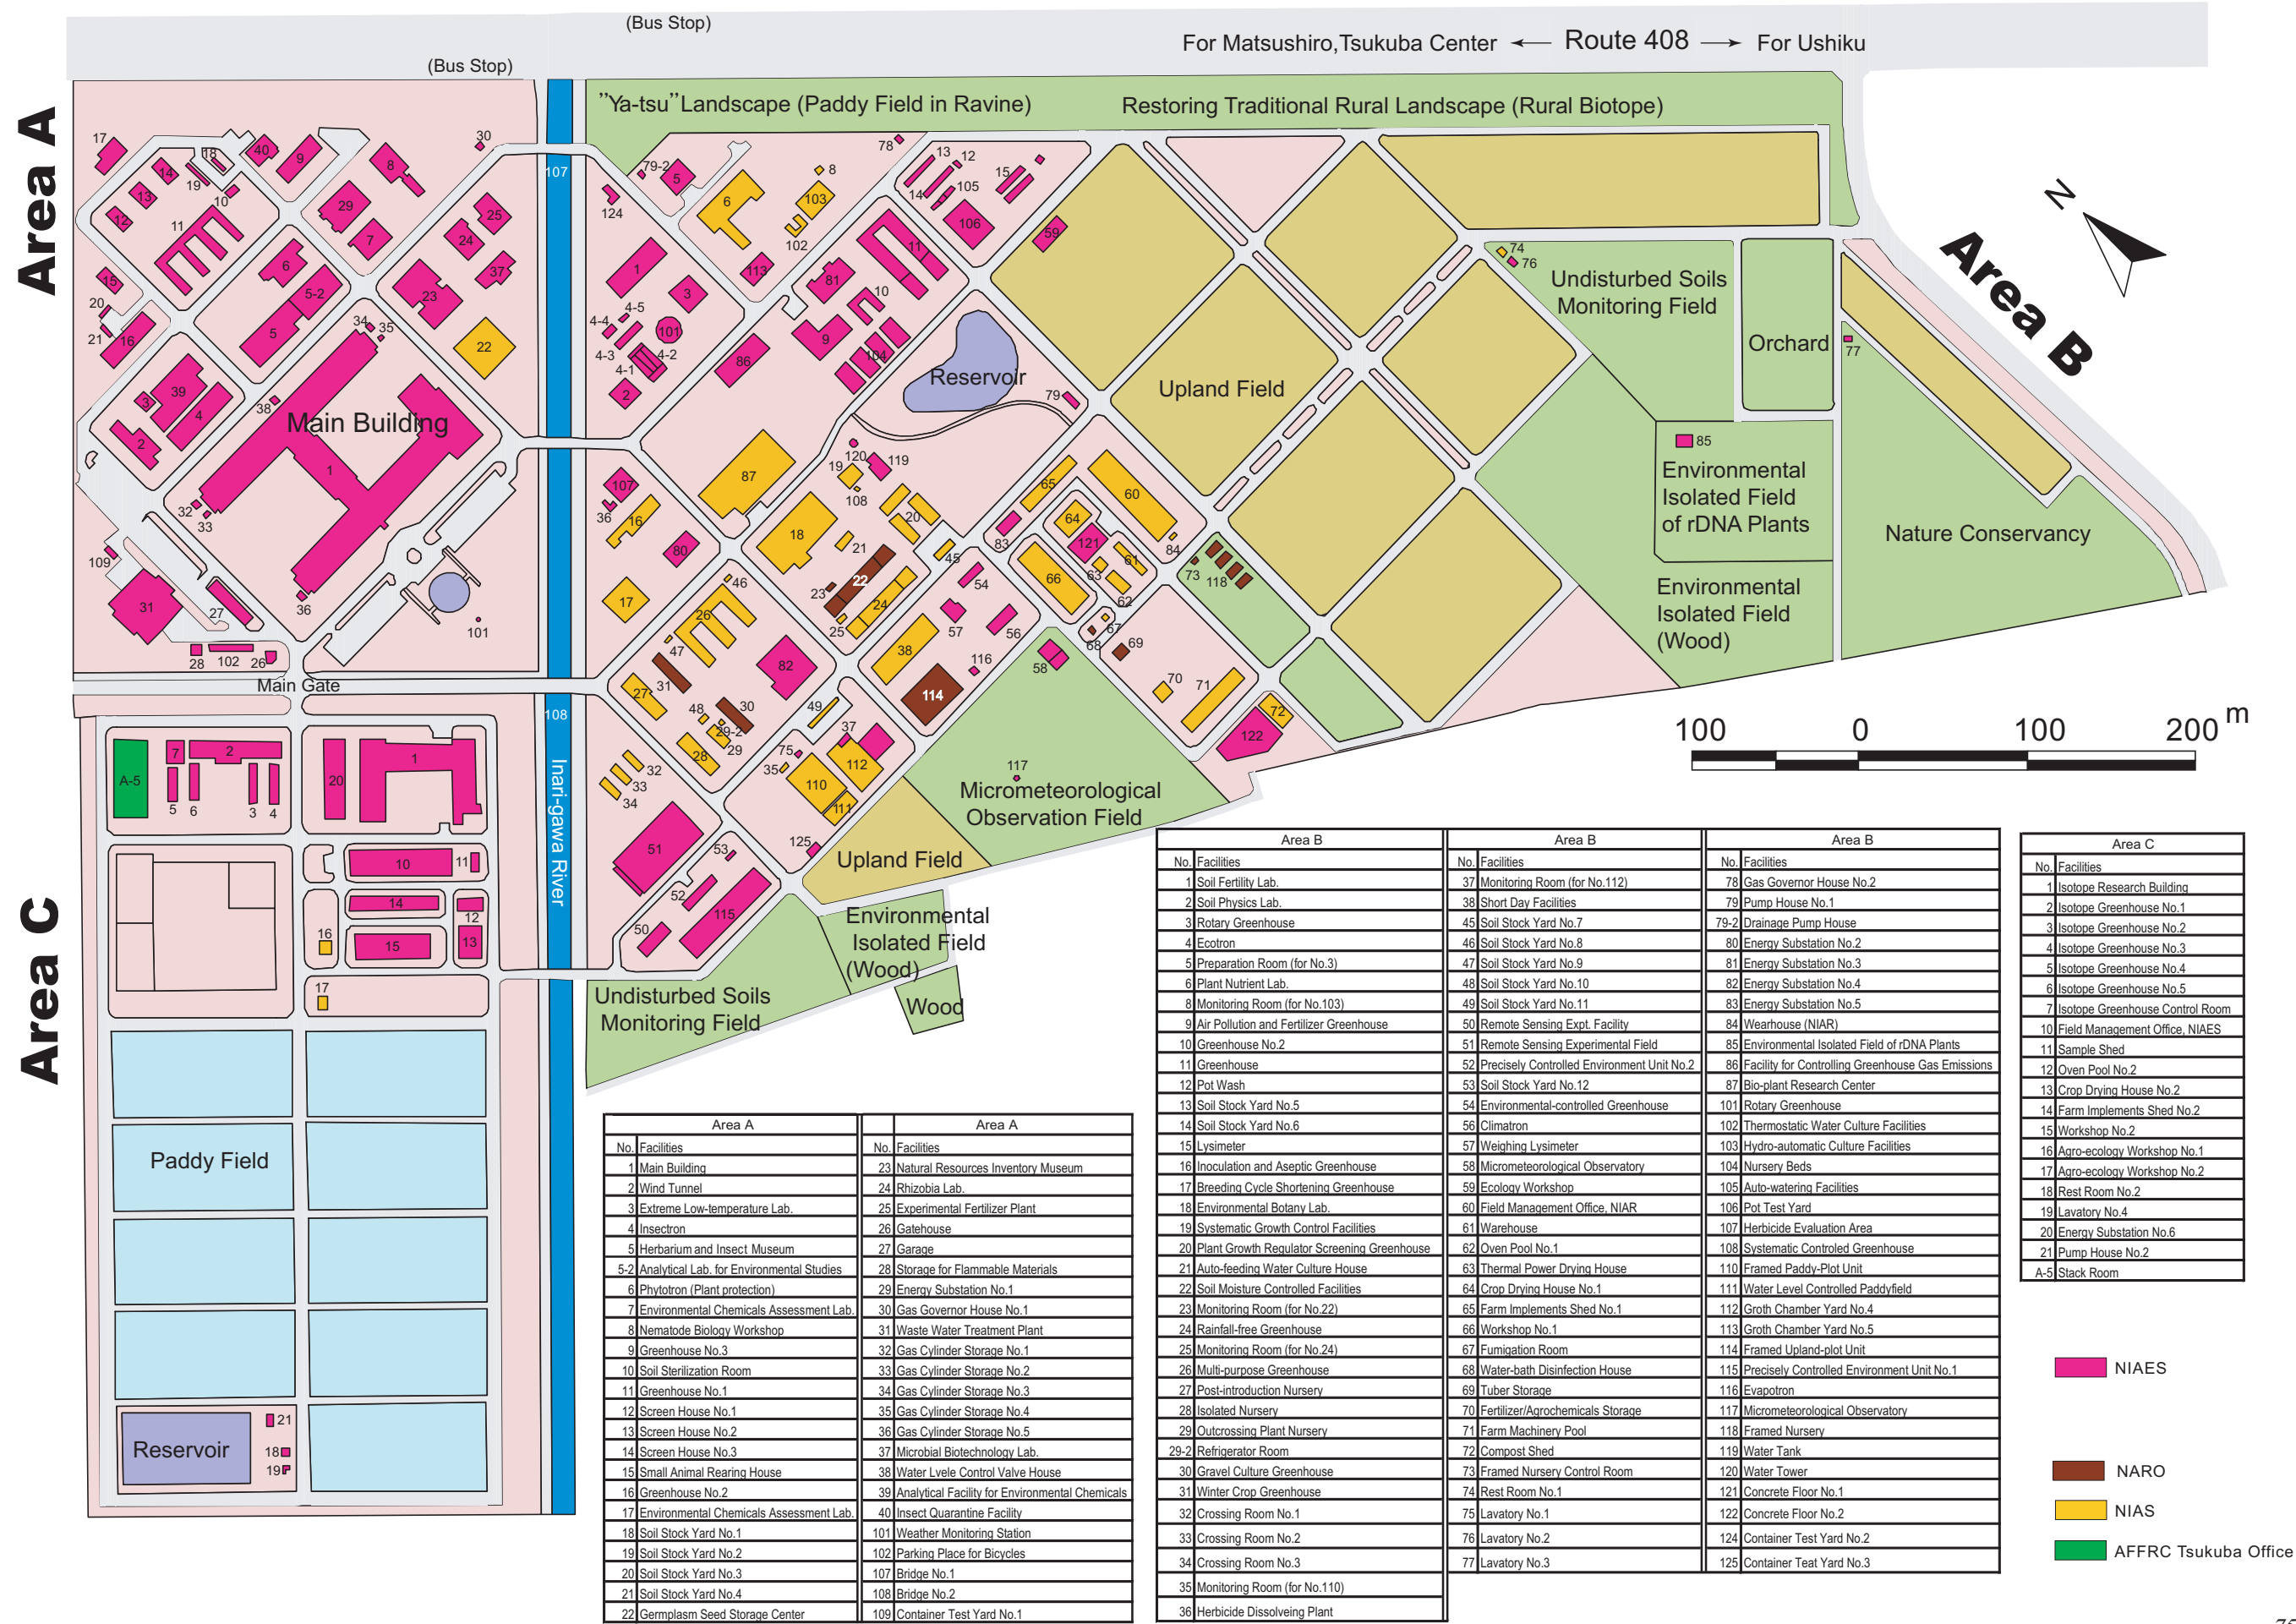 (Bus Stop)
(Bus Stop)
For Matsushiro,Tsukuba Center ← Route 408 → For Ushiku
Area A
Area B
Area C
N
"Ya-tsu"Landscape (Paddy Field in Ravine)
Restoring Traditional Rural Landscape (Rural Biotope)
Undisturbed Soils
Monitoring Field
Orchard
Upland Field
Reservoir
Main Building
Environmental
Isolated Field
of rDNA Plants
Nature Conservancy
Environmental
Isolated Field
(Wood)
Main Gate
Inari-gawa River
100 0 100 200 m
Micrometeorological
Observation Field
Upland Field
Environmental
Isolated Field
(Wood)
Wood
Undisturbed Soils
Monitoring Field
Paddy Field
Reservoir
Area A
No. Facilities
1 Main Building
2 Wind Tunnel
3 Extreme Low-temperature Lab.
4 Insectron
5 Herbarium and Insect Museum
5-2 Analytical Lab. for Environmental Studies
6 Phytotron (Plant protection)
7 Environmental Chemicals Assessment Lab.
8 Nematode Biology Workshop
9 Greenhouse No.3
10 Soil Sterilization Room
11 Greenhouse No.1
12 Screen House No.1
13 Screen House No.2
14 Screen House No.3
15 Small Animal Rearing House
16 Greenhouse No.2
17 Environmental Chemicals Assessment Lab.
18 Soil Stock Yard No.1
19 Soil Stock Yard No.2
20 Soil Stock Yard No.3
21 Soil Stock Yard No.4
22 Germplasm Seed Storage Center
Area A
No. Facilities
23 Natural Resources Inventory Museum
24 Rhizobia Lab.
25 Experimental Fertilizer Plant
26 Gatehouse
27 Garage
28 Storage for Flammable Materials
29 Energy Substation No.1
30 Gas Governor House No.1
31 Waste Water Treatment Plant
32 Gas Cylinder Storage No.1
33 Gas Cylinder Storage No.2
34 Gas Cylinder Storage No.3
35 Gas Cylinder Storage No.4
36 Gas Cylinder Storage No.5
37 Microbial Biotechnology Lab.
38 Water Lvele Control Valve House
39 Analytical Facility for Environmental Chemicals
40 Insect Quarantine Facility
101 Weather Monitoring Station
102 Parking Place for Bicycles
107 Bridge No.1
108 Bridge No.2
109 Container Test Yard No.1
Area B
No. Facilities
1 Soil Fertility Lab.
2 Soil Physics Lab.
3 Rotary Greenhouse
4 Ecotron
5 Preparation Room (for No.3)
6 Plant Nutrient Lab.
8 Monitoring Room (for No.103)
9 Air Pollution and Fertilizer Greenhouse
10 Greenhouse No.2
11 Greenhouse
12 Pot Wash
13 Soil Stock Yard No.5
14 Soil Stock Yard No.6
15 Lysimeter
16 Inoculation and Aseptic Greenhouse
17 Breeding Cycle Shortening Greenhouse
18 Environmental Botany Lab.
19 Systematic Growth Control Facilities
20 Plant Growth Regulator Screening Greenhouse
21 Auto-feeding Water Culture House
22 Soil Moisture Controlled Facilities
23 Monitoring Room (for No.22)
24 Rainfall-free Greenhouse
25 Monitoring Room (for No.24)
26 Multi-purpose Greenhouse
27 Post-introduction Nursery
28 Isolated Nursery
29 Outcrossing Plant Nursery
29-2 Refrigerator Room
30 Gravel Culture Greenhouse
31 Winter Crop Greenhouse
32 Crossing Room No.1
33 Crossing Room No.2
34 Crossing Room No.3
35 Monitoring Room (for No.110)
36 Herbicide Dissolveing Plant
Area B
No. Facilities
37 Monitoring Room (for No.112)
38 Short Day Facilities
45 Soil Stock Yard No.7
46 Soil Stock Yard No.8
47 Soil Stock Yard No.9
48 Soil Stock Yard No.10
49 Soil Stock Yard No.11
50 Remote Sensing Expt. Facility
51 Remote Sensing Experimental Field
52 Precisely Controlled Environment Unit No.2
53 Soil Stock Yard No.12
54 Environmental-controlled Greenhouse
56 Climatron
57 Weighing Lysimeter
58 Micrometeorological Observatory
59 Ecology Workshop
60 Field Management Office, NIAR
61 Warehouse
62 Oven Pool No.1
63 Thermal Power Drying House
64 Crop Drying House No.1
65 Farm Implements Shed No.1
66 Workshop No.1
67 Fumigation Room
68 Water-bath Disinfection House
69 Tuber Storage
70 Fertilizer/Agrochemicals Storage
71 Farm Machinery Pool
72 Compost Shed
73 Framed Nursery Control Room
74 Rest Room No.1
75 Lavatory No.1
76 Lavatory No.2
77 Lavatory No.3
Area B
No. Facilities
78 Gas Governor House No.2
79 Pump House No.1
79-2 Drainage Pump House
80 Energy Substation No.2
81 Energy Substation No.3
82 Energy Substation No.4
83 Energy Substation No.5
84 Wearhouse (NIAR)
85 Environmental Isolated Field of rDNA Plants
86 Facility for Controlling Greenhouse Gas Emissions
87 Bio-plant Research Center
101 Rotary Greenhouse
102 Thermostatic Water Culture Facilities
103 Hydro-automatic Culture Facilities
104 Nursery Beds
105 Auto-watering Facilities
106 Pot Test Yard
107 Herbicide Evaluation Area
108 Systematic Controled Greenhouse
110 Framed Paddy-Plot Unit
111 Water Level Controlled Paddyfield
112 Groth Chamber Yard No.4
113 Groth Chamber Yard No.5
114 Framed Upland-plot Unit
115 Precisely Controlled Environment Unit No.1
116 Evapotron
117 Micrometeorological Observatory
118 Framed Nursery
119 Water Tank
120 Water Tower
121 Concrete Floor No.1
122 Concrete Floor No.2
124 Container Test Yard No.2
125 Container Teat Yard No.3
Area C
No. Facilities
1 Isotope Research Building
2 Isotope Greenhouse No.1
3 Isotope Greenhouse No.2
4 Isotope Greenhouse No.3
5 Isotope Greenhouse No.4
6 Isotope Greenhouse No.5
7 Isotope Greenhouse Control Room
10 Field Management Office, NIAES
11 Sample Shed
12 Oven Pool No.2
13 Crop Drying House No.2
14 Farm Implements Shed No.2
15 Workshop No.2
16 Agro-ecology Workshop No.1
17 Agro-ecology Workshop No.2
18 Rest Room No.2
19 Lavatory No.4
20 Energy Substation No.6
21 Pump House No.2
A-5 Stack Room
NIAES
NARO
NIAS
AFFRC Tsukuba Office